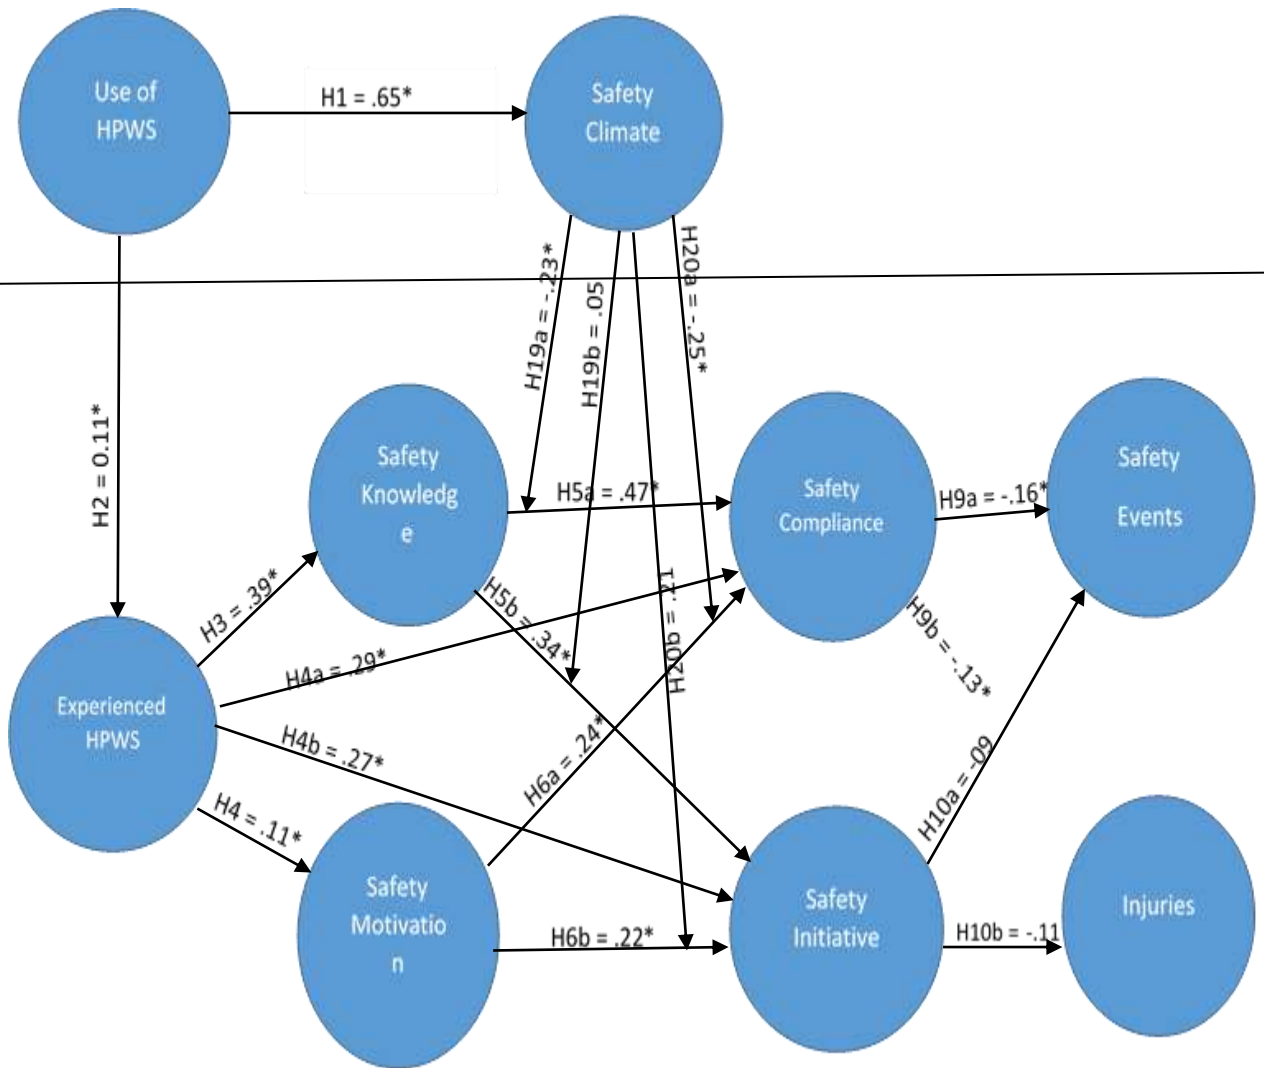 Use of
HPWS
H1 = .65*
Safety
Climate
H19a = -.23*
H19b = .05
H20a = -.25*
H20b = .21
H2 = 0.11*
Safety
Knowledg
e
H5a = .47*
Safety
Compliance
H9a = -.16*
Safety
Events
H3 = .39*
H5b = .34*
H4a = .29*
H9b = -.13*
Experienced
HPWS
H4b = .27*
H6a = .24*
H10a = -09
H4 = .11*
Safety
Motivatio
n
H6b = .22*
Safety
Initiative
H10b = -.11
Injuries